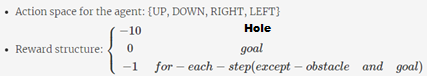 • Action space for the agent: {UP, DOWN, RIGHT, LEFT}
−10 Hole
• Reward structure: { 0 goal
−1 for − each − step(except − obstacle and goal)